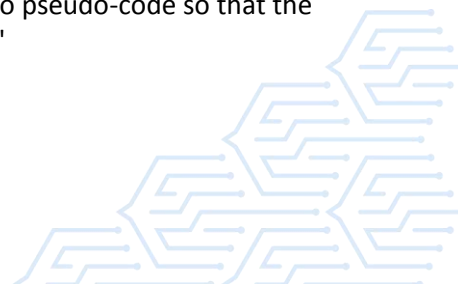 o pseudo-code so that the
'